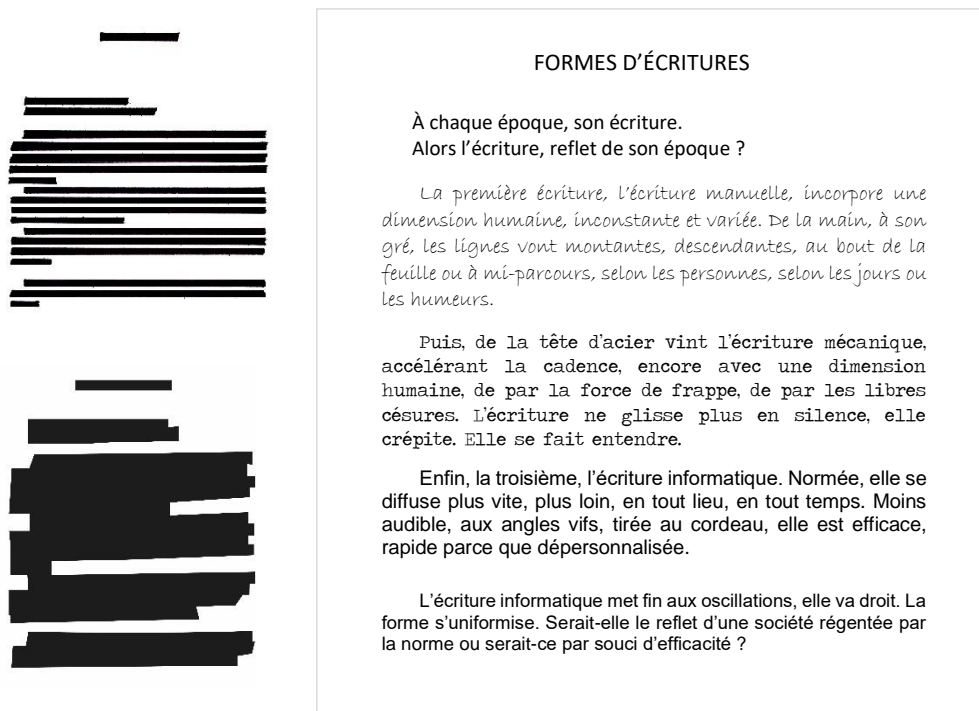 FORMES D’ÉCRITURES
À chaque époque, son écriture.
Alors l’écriture, reflet de son époque ?
La première écriture, l’écriture manuelle, incorpore une
dimension humaine, inconstante et variée. De la main, à son
gré, les lignes vont montantes, descendantes, au bout de la
feuille ou à mi-parcours, selon les personnes, selon les jours ou
les humeurs.
Puis, de la tête d’acier vint l’écriture mécanique,
accélérant la cadence, encore avec une dimension
humaine, de par la force de frappe, de par les libres
césures. L’écriture ne glisse plus en silence, elle
crépite. Elle se fait entendre.
Enfin, la troisième, l’écriture informatique. Normée, elle se
diffuse plus vite, plus loin, en tout lieu, en tout temps. Moins
audible, aux angles vifs, tirée au cordeau, elle est efficace,
rapide parce que dépersonnalisée.
L’écriture informatique met fin aux oscillations, elle va droit. La
forme s’uniformise. Serait-elle le reflet d’une société régentée par
la norme ou serait-ce par souci d’efficacité ?